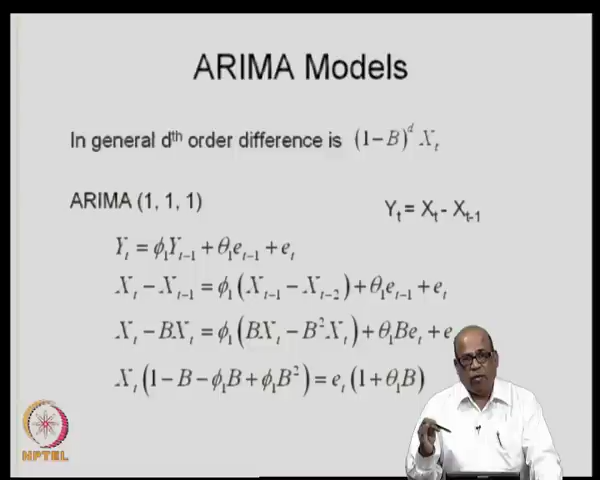 ARIMA Models
In general dth order difference is (1 − B)^d X_t
ARIMA (1, 1, 1)
Y_t = X_t - X_{t-1}
Y_t = ϕ_1 Y_{t−1} + θ_1 e_{t−1} + e_t
X_t − X_{t−1} = ϕ_1 (X_{t−1} − X_{t−2}) + θ_1 e_{t−1} + e_t
X_t − BX_t = ϕ_1 (BX_t − B^2 X_t) + θ_1 Be_t + e
X_t (1 − B − ϕ_1 B + ϕ_1 B^2) = e_t (1 + θ_1 B)
NPTEL